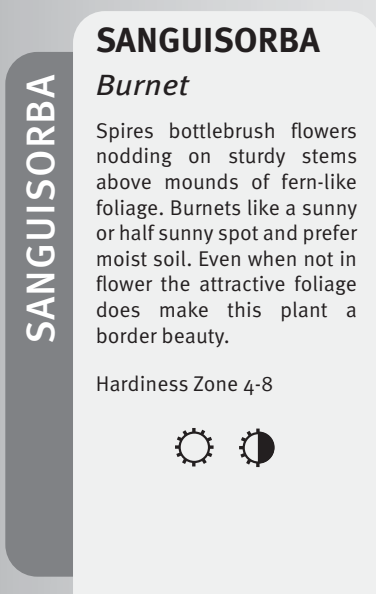 SANGUISORBA
SANGUISORBA
Burnet
Spires bottlebrush flowers
nodding on sturdy stems
above mounds of fern-like
foliage. Burnets like a sunny
or half sunny spot and prefer
moist soil. Even when not in
flower the attractive foliage
does make this plant a
border beauty.
Hardiness Zone 4-8